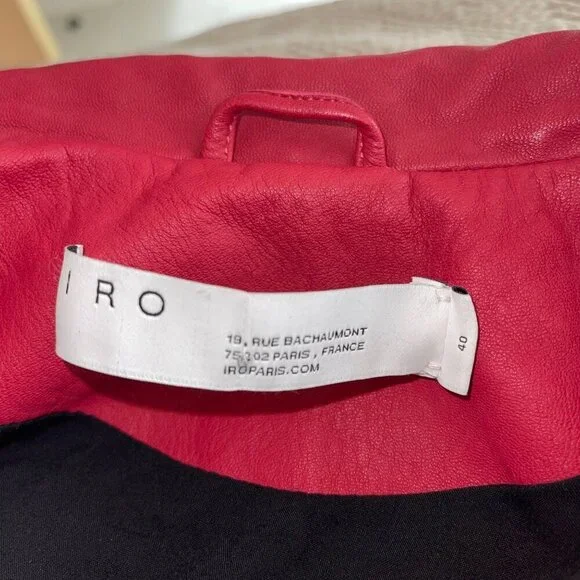 IRO
19, RUE BACHAUMONT
75002 PARIS, FRANCE
IROPARIS.COM
40